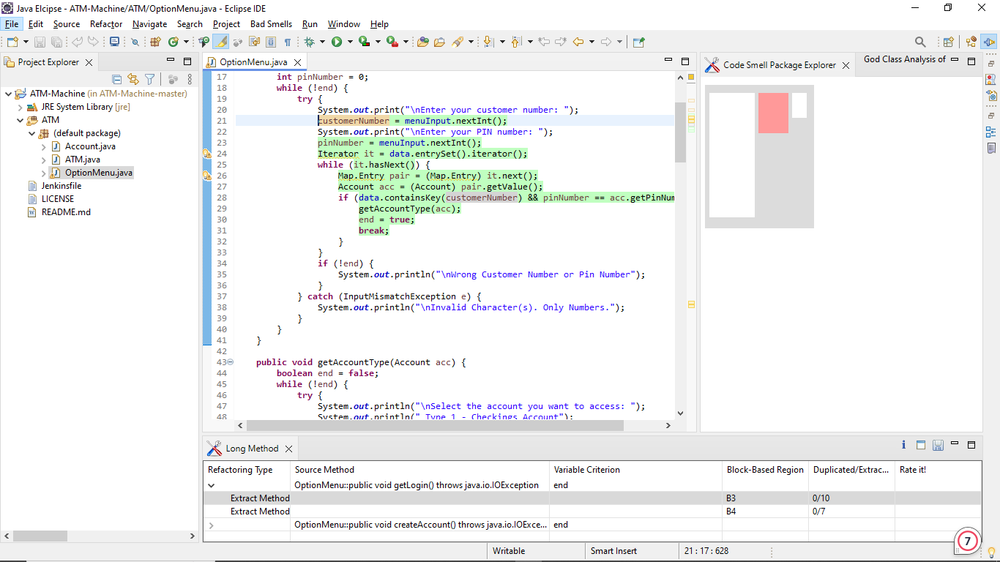 Java Elcipse - ATM-Machine/ATM/OptionMenu.java - Eclipse IDE
File Edit Source Refactor Navigate Search Project Bad Smells Run Window Help
Project Explorer
ATM-Machine (in ATM-Machine-master)
JRE System Library [jre]
ATM
(default package)
Account.java
ATM.java
OptionMenu.java
Jenkinsfile
LICENSE
README.md
OptionMenu.java
17 int pinNumber = 0;
18 while (!end) {
19 try {
20 System.out.print("\nEnter your customer number: ");
21 customerNumber = menuInput.nextInt();
22 System.out.print("\nEnter your PIN number: ");
23 pinNumber = menuInput.nextInt();
24 Iterator it = data.entrySet().iterator();
25 while (it.hasNext()) {
26 Map.Entry pair = (Map.Entry) it.next();
27 Account acc = (Account) pair.getValue();
28 if (data.containsKey(customerNumber) && pinNumber == acc.getPinNum
29 getAccountType(acc);
30 end = true;
31 break;
32 }
33 }
34 if (!end) {
35 System.out.println("\nWrong Customer Number or Pin Number");
36 }
37 } catch (InputMismatchException e) {
38 System.out.println("\nInvalid Character(s). Only Numbers.");
39 }
40 }
41 }
42
43 public void getAccountType(Account acc) {
44 boolean end = false;
45 while (!end) {
46 try {
47 System.out.println("\nSelect the account you want to access: ");
48 System.out.println(" Type 1 - Checkings Account");
Code Smell Package Explorer
God Class Analysis of
Long Method
Refactoring Type Source Method Variable Criterion Block-Based Region Duplicated/Extrac... Rate it!
OptionMenu::public void getLogin() throws java.io.IOException end
Extract Method B3 0/10
Extract Method B4 0/7
OptionMenu::public void createAccount() throws java.io.IOExce... end
Writable Smart Insert 21 : 17 : 628
7